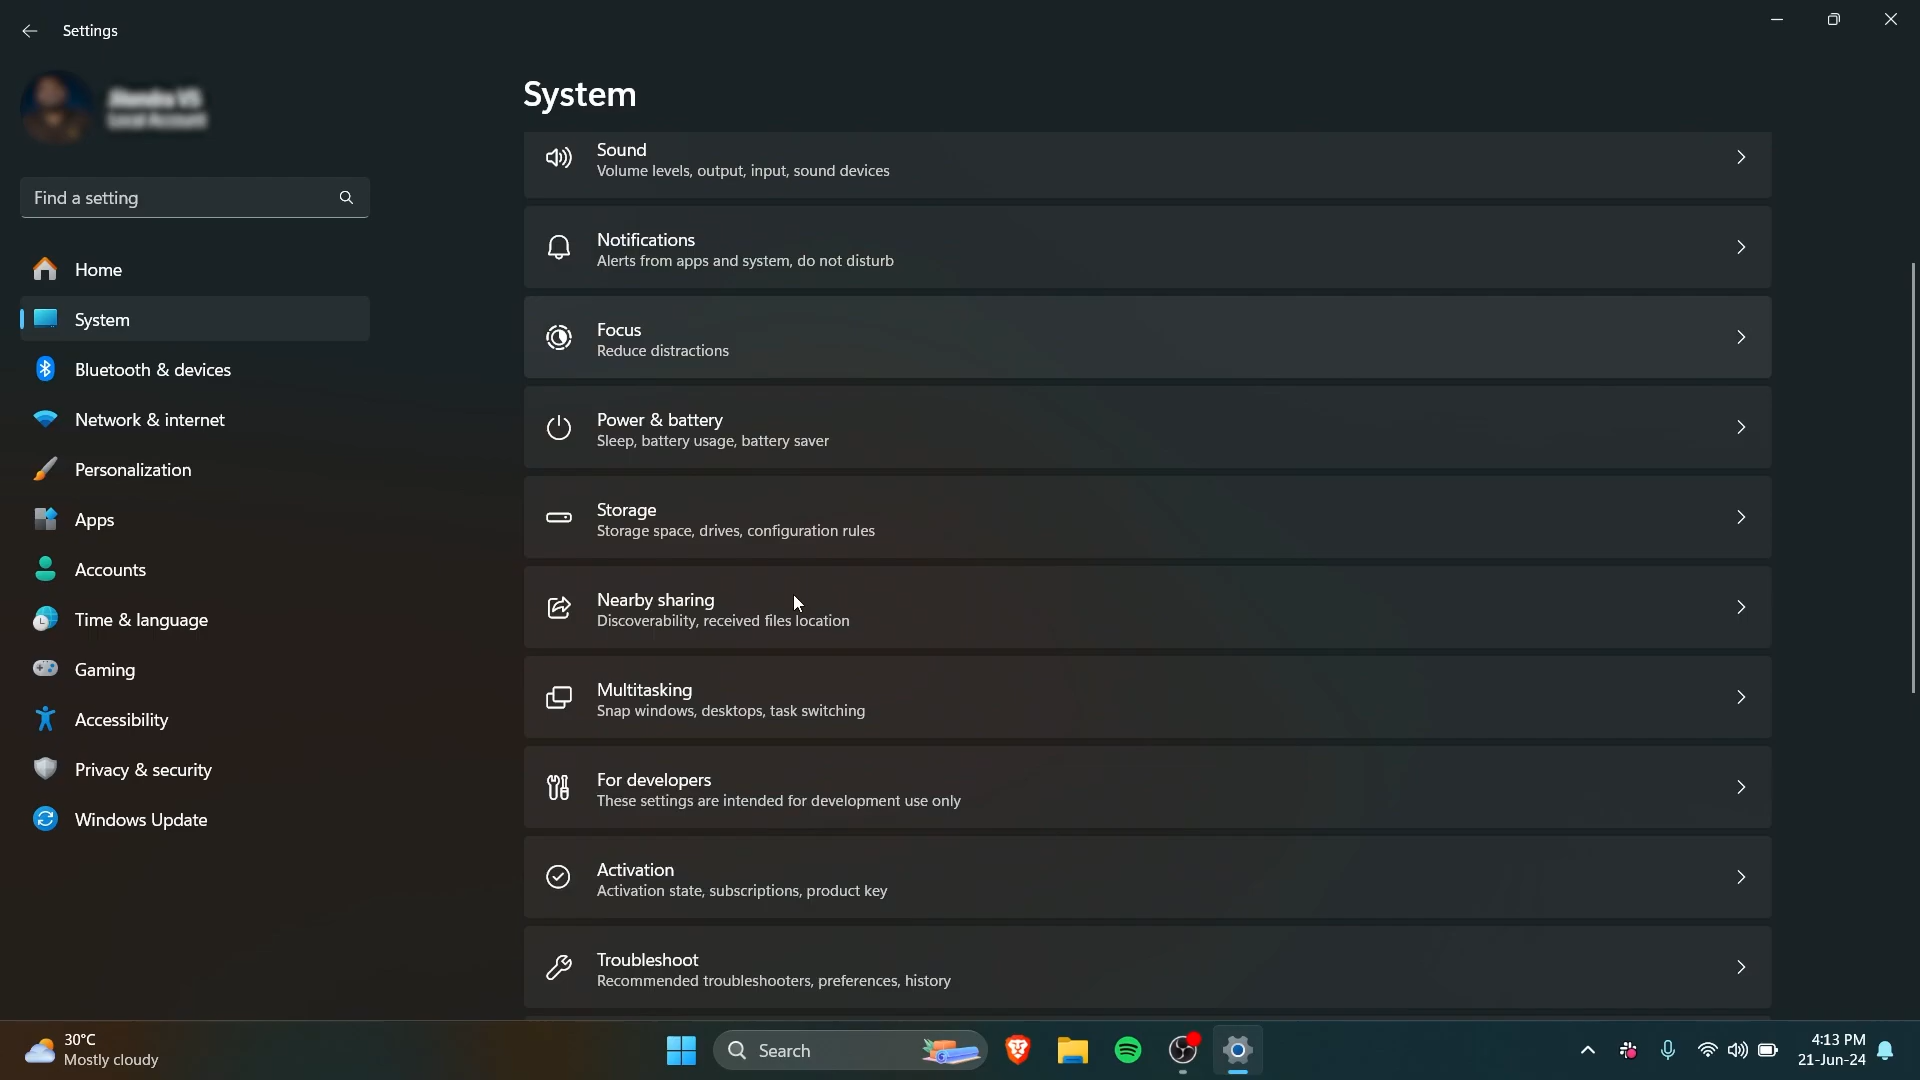 Settings
Find a setting
Home
System
Bluetooth & devices
Network & internet
Personalization
Apps
Accounts
Time & language
Gaming
Accessibility
Privacy & security
Windows Update
System
Sound
Volume levels, output, input, sound devices
Notifications
Alerts from apps and system, do not disturb
Focus
Reduce distractions
Power & battery
Sleep, battery usage, battery saver
Storage
Storage space, drives, configuration rules
Nearby sharing
Discoverability, received files location
Multitasking
Snap windows, desktops, task switching
For developers
These settings are intended for development use only
Activation
Activation state, subscriptions, product key
Troubleshoot
Recommended troubleshooters, preferences, history
30°C
Mostly cloudy
Search
4:13 PM
21-Jun-24